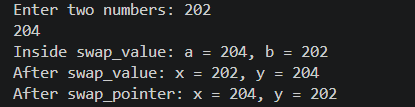 Enter two numbers: 202
204
Inside swap_value: a = 204, b = 202
After swap_value: x = 202, y = 204
After swap_pointer: x = 204, y = 202